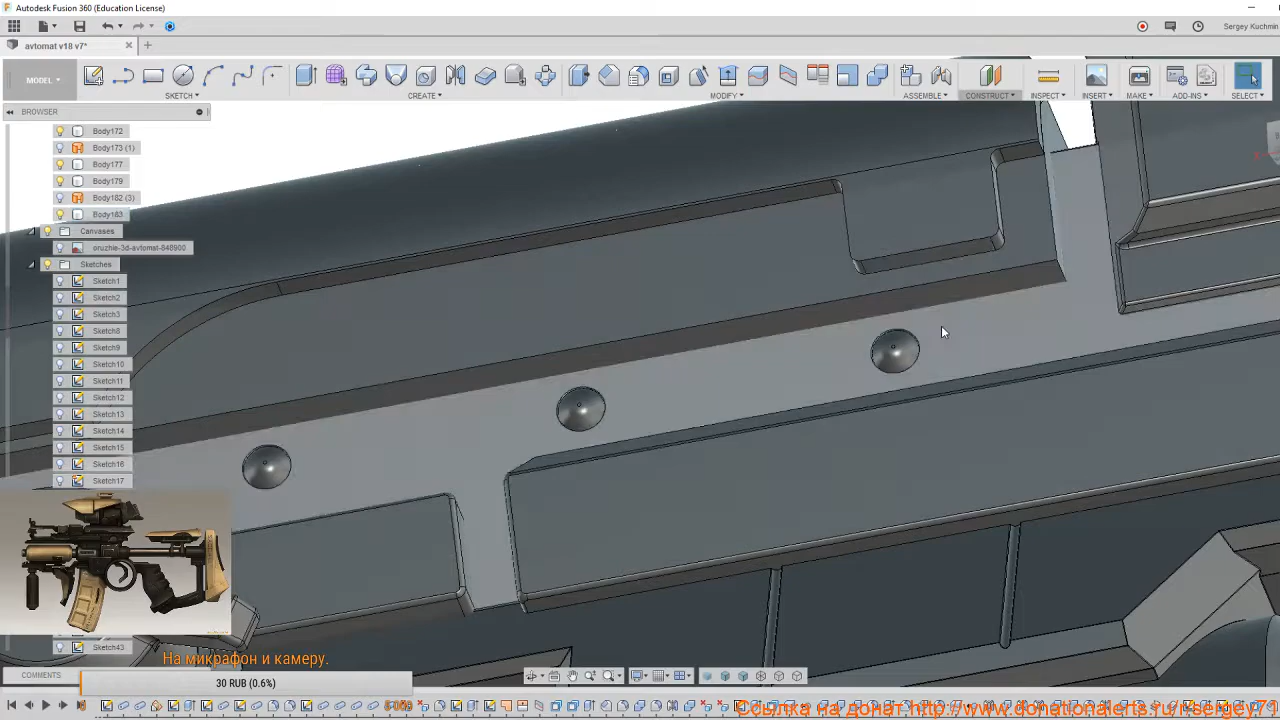 Autodesk Fusion 360 (Education License)
Sergey Kuchmin
avtomat v18 v7*
MODEL
SKETCH
CREATE
MODIFY
ASSEMBLE
CONSTRUCT
INSPECT
INSERT
MAKE
ADD-INS
SELECT
BROWSER
Body172
Body173 (1)
Body177
Body179
Body182 (3)
Body183
Canvases
oruzhie-3d-avtomat-848900
Sketches
Sketch1
Sketch2
Sketch3
Sketch8
Sketch9
Sketch10
Sketch11
Sketch12
Sketch13
Sketch14
Sketch15
Sketch16
Sketch17
Sketch43
На микрофон и камеру.
COMMENTS
30 RUB (0.6%)
Ссылка на донат http://www.donationalerts.ru/r/sergey71